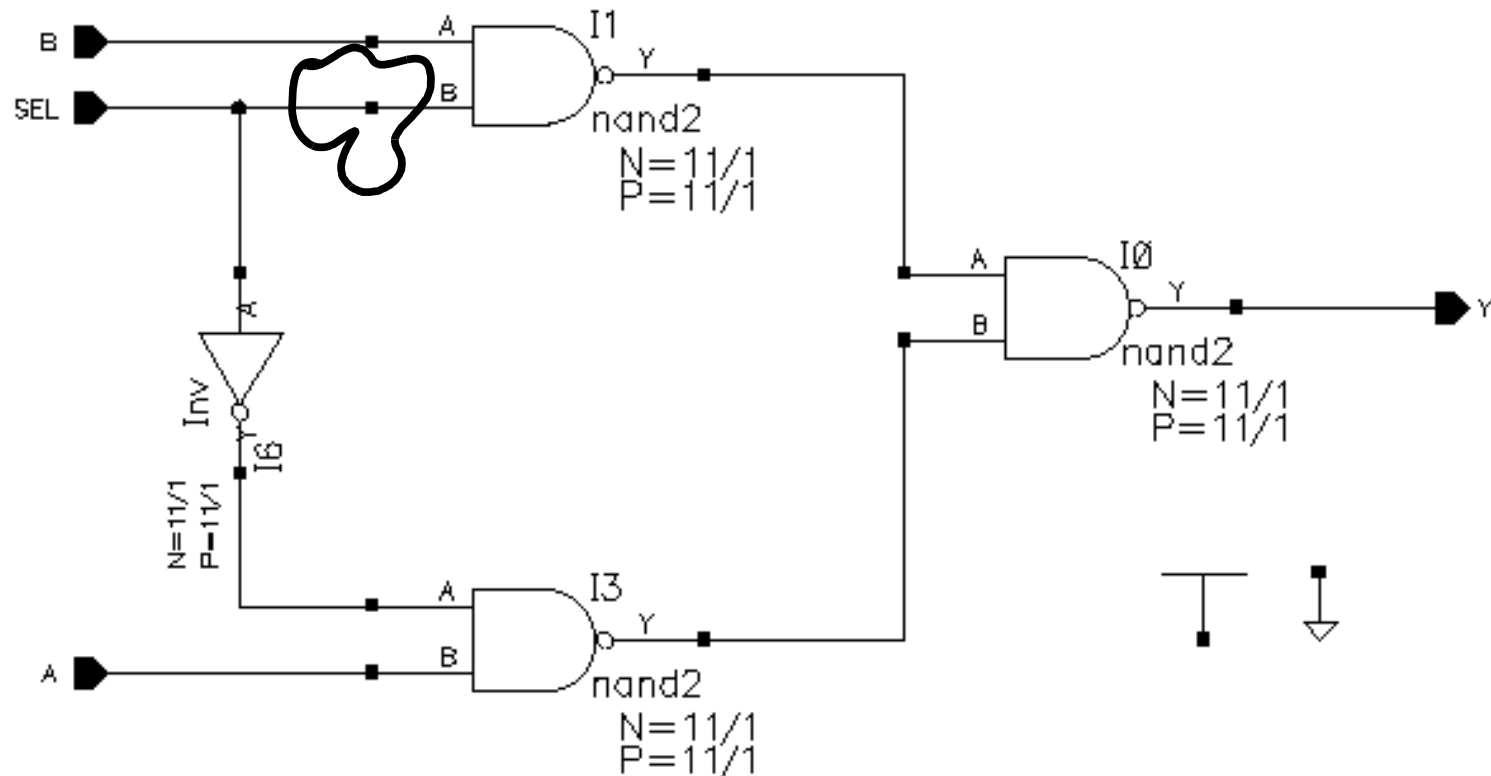 B
A
I1
Y
SEL
B
nand2
N=11/1
P=11/1
A
I0
A
Y
Y
B
nand2
Inv
Y
I6
N=11/1
P=11/1
N=11/1
P=11/1
A
I3
Y
A
B
nand2
N=11/1
P=11/1